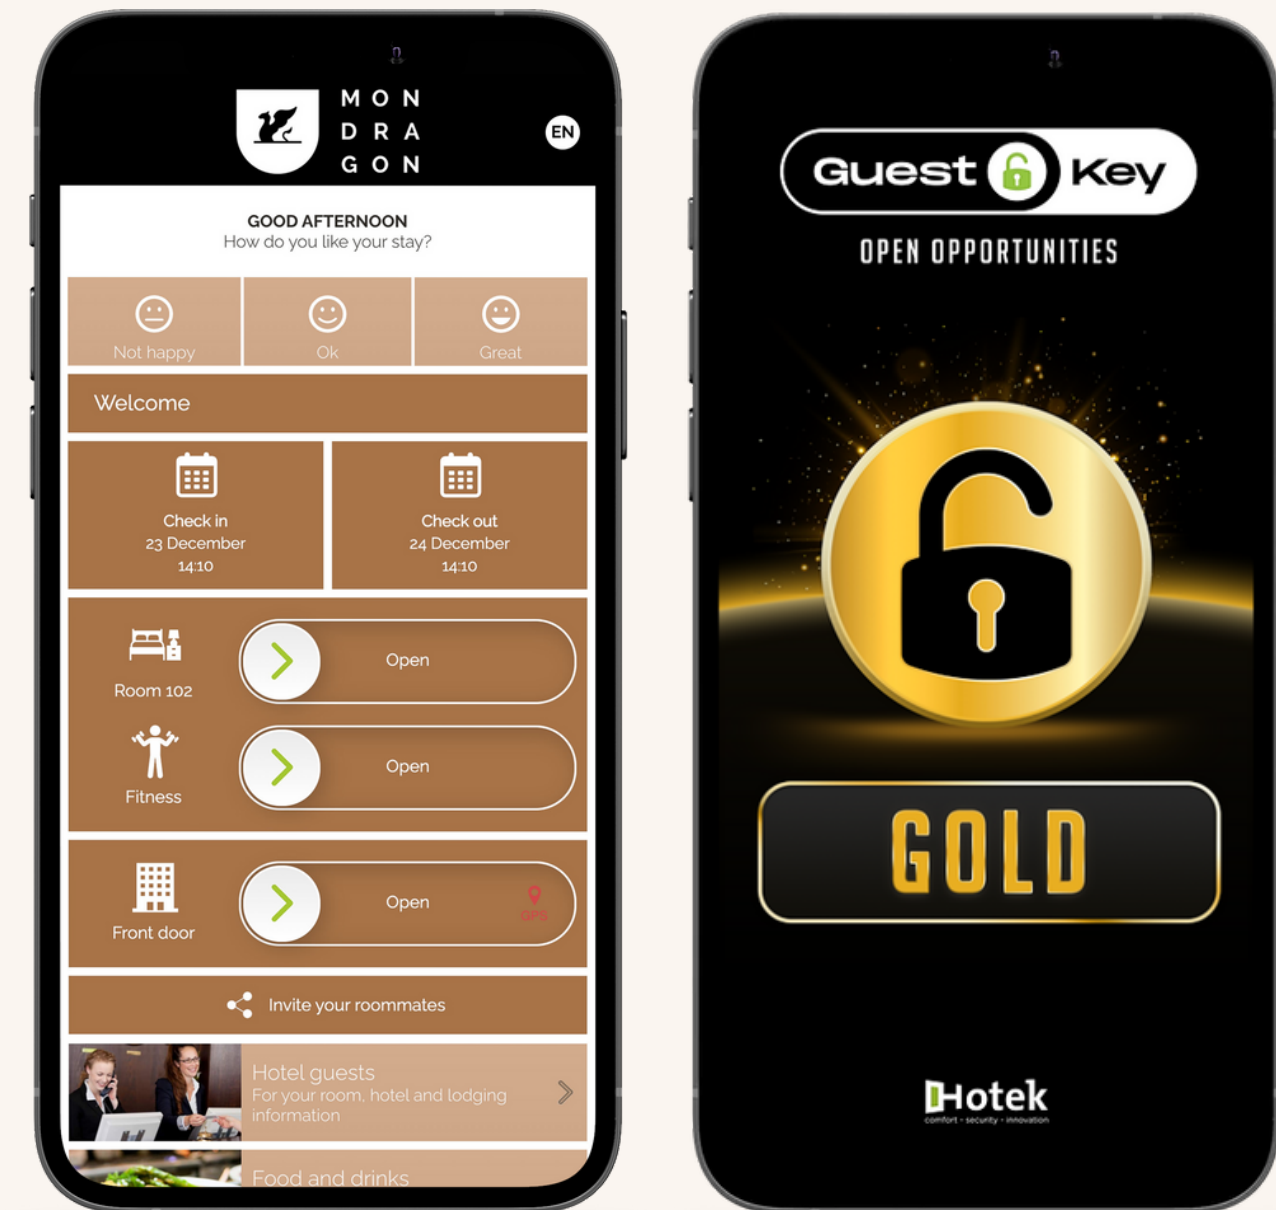 MON
DRA
GON
EN
GOOD AFTERNOON
How do you like your stay?
Not happy
Ok
Great
Welcome
Check in
23 December
14:10
Check out
24 December
14:10
Room 102
Open
Fitness
Open
Front door
Open
GPS
Invite your roommates
Hotel guests
For your room, hotel and lodging
information
Food and drinks
Guest Key
OPEN OPPORTUNITIES
GOLD
Hotek
comfort - security - innovation